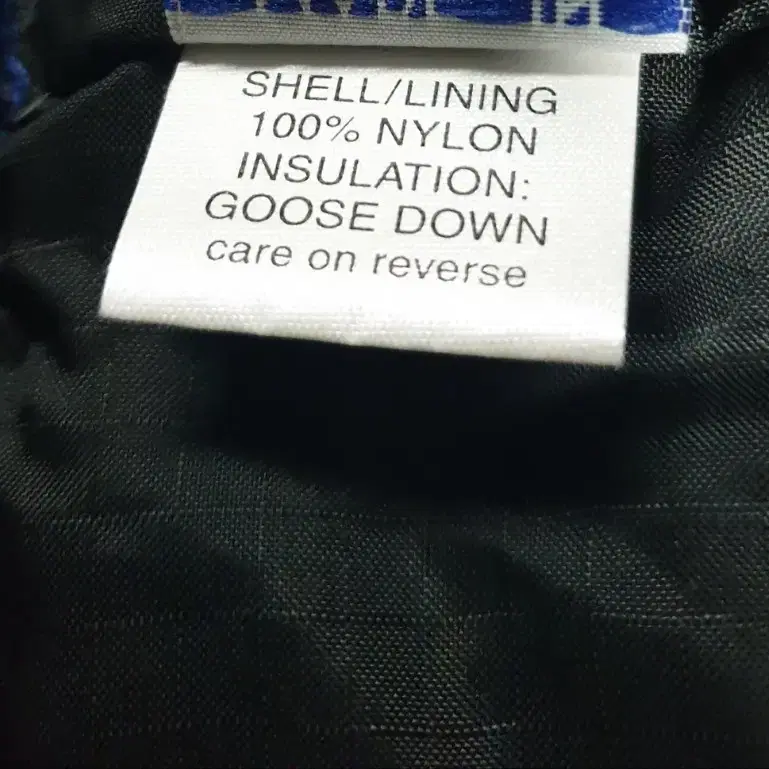 SHELL/LINING
100% NYLON
INSULATION:
GOOSE DOWN
care on reverse